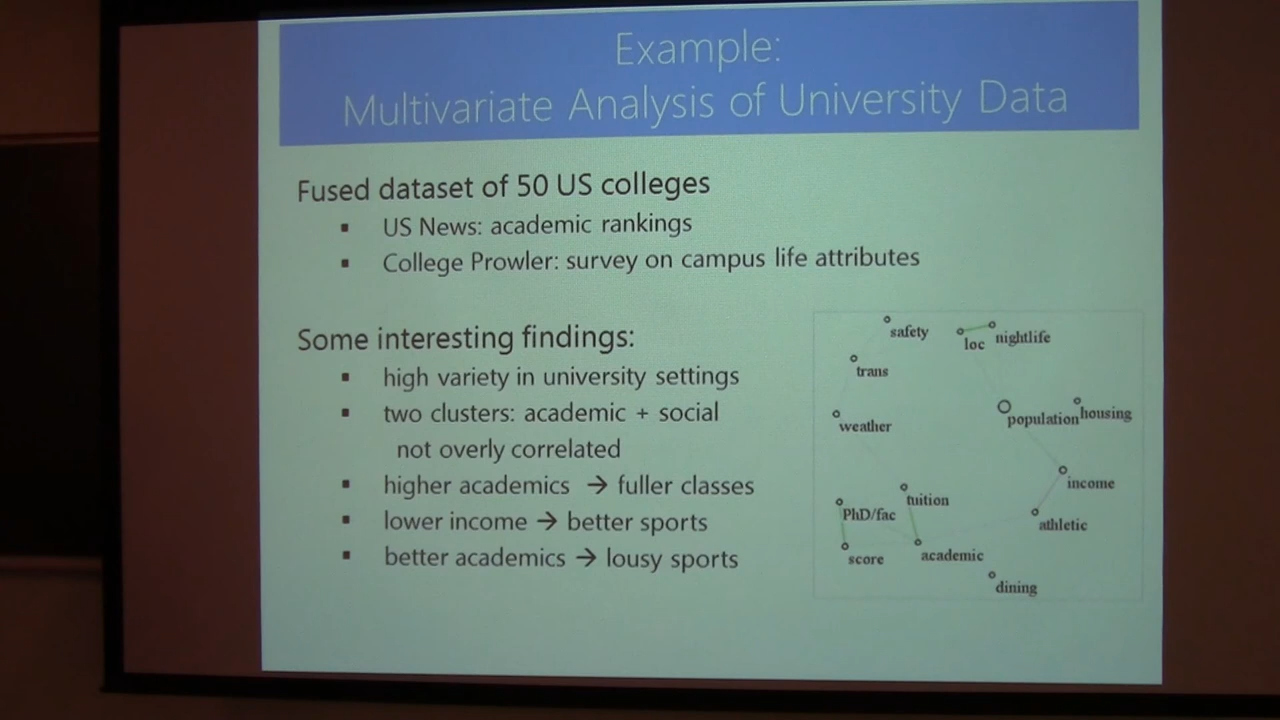 Example:
Multivariate Analysis of University Data
Fused dataset of 50 US colleges
▪ US News: academic rankings
▪ College Prowler: survey on campus life attributes
Some interesting findings:
▪ high variety in university settings
▪ two clusters: academic + social
not overly correlated
▪ higher academics → fuller classes
▪ lower income → better sports
▪ better academics → lousy sports
safety
loc
nightlife
trans
weather
population
housing
income
tuition
PhD/fac
athletic
score
academic
dining